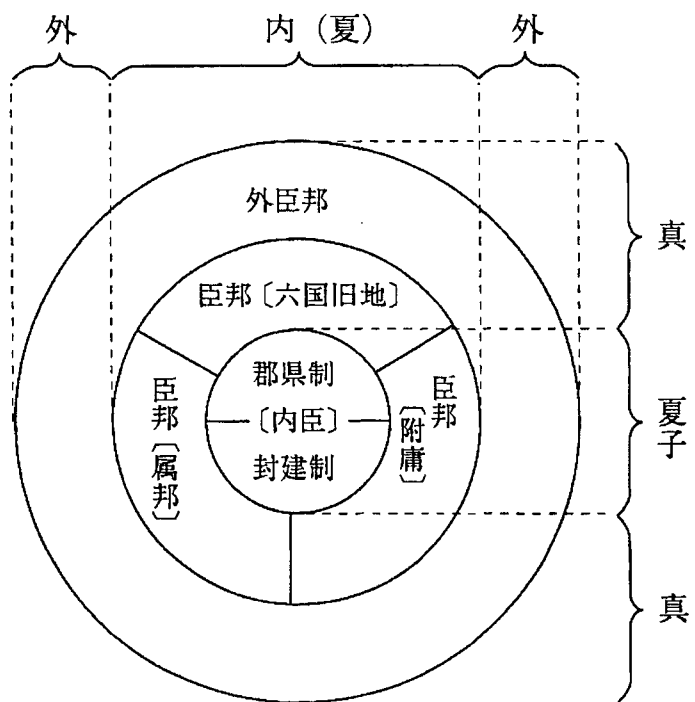 外
内（夏）
外
外臣邦
臣邦〔六国旧地〕
郡県制
〔内臣〕
封建制
臣邦〔属邦〕
臣邦
〔附庸〕
真
夏子
真